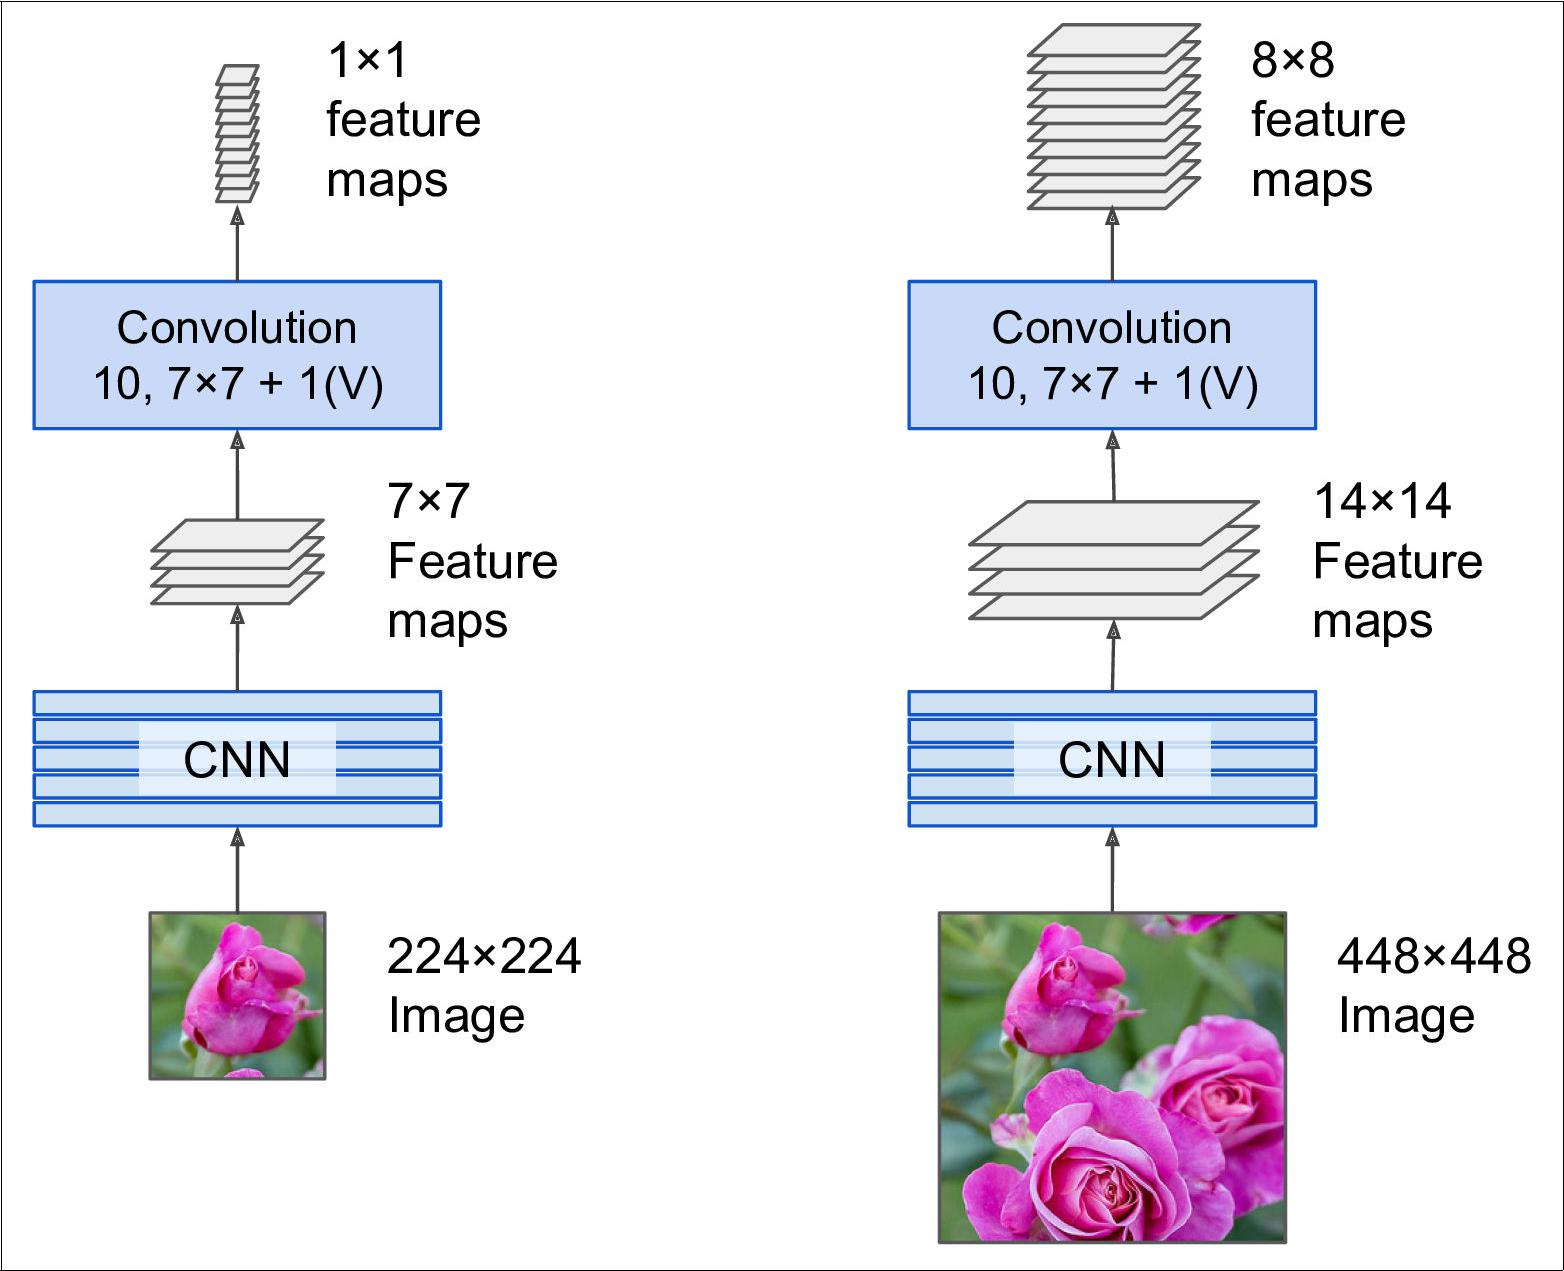 1×1
feature
maps
Convolution
10, 7×7 + 1(V)
7×7
Feature
maps
CNN
224×224
Image
8×8
feature
maps
Convolution
10, 7×7 + 1(V)
14×14
Feature
maps
CNN
448×448
Image